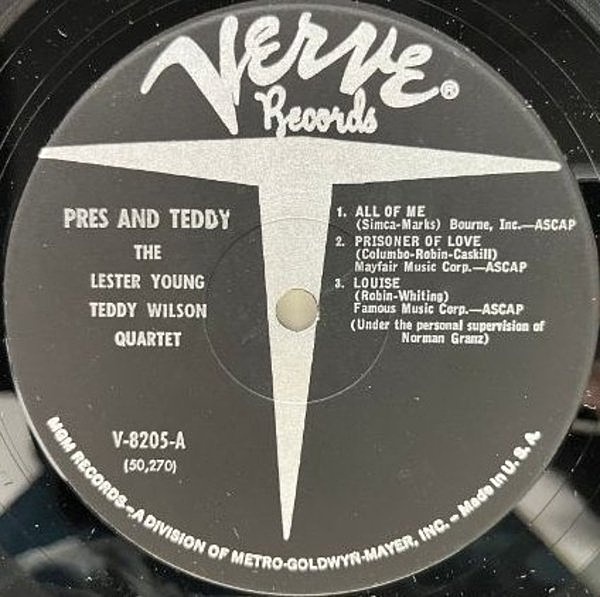 Verve®
Records
PRES AND TEDDY
THE
LESTER YOUNG
TEDDY WILSON
QUARTET
1. ALL OF ME
(Simca-Marks) Bourne, Inc.—ASCAP
2. PRISONER OF LOVE
(Columbo-Robin-Caskill)
Mayfair Music Corp.—ASCAP
3. LOUISE
(Robin-Whiting)
Famous Music Corp.—ASCAP
(Under the personal supervision of
Norman Granz)
V-8205-A
(50,270)
MGM RECORDS—A DIVISION OF METRO-GOLDWYR-MAYER, INC. – Made in U. S. A.